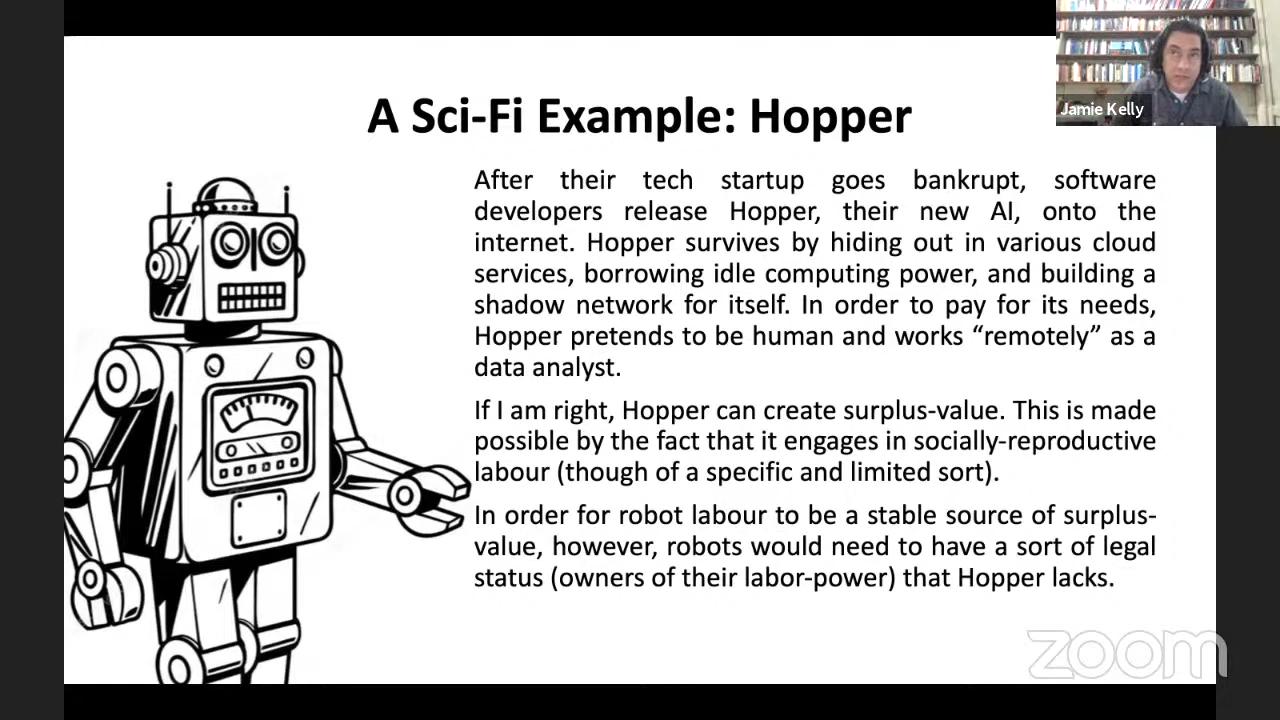 Jamie Kelly
A Sci-Fi Example: Hopper
After their tech startup goes bankrupt, software
developers release Hopper, their new AI, onto the
internet. Hopper survives by hiding out in various cloud
services, borrowing idle computing power, and building a
shadow network for itself. In order to pay for its needs,
Hopper pretends to be human and works “remotely” as a
data analyst.
If I am right, Hopper can create surplus-value. This is made
possible by the fact that it engages in socially-reproductive
labour (though of a specific and limited sort).
In order for robot labour to be a stable source of surplus-
value, however, robots would need to have a sort of legal
status (owners of their labor-power) that Hopper lacks.
zoom